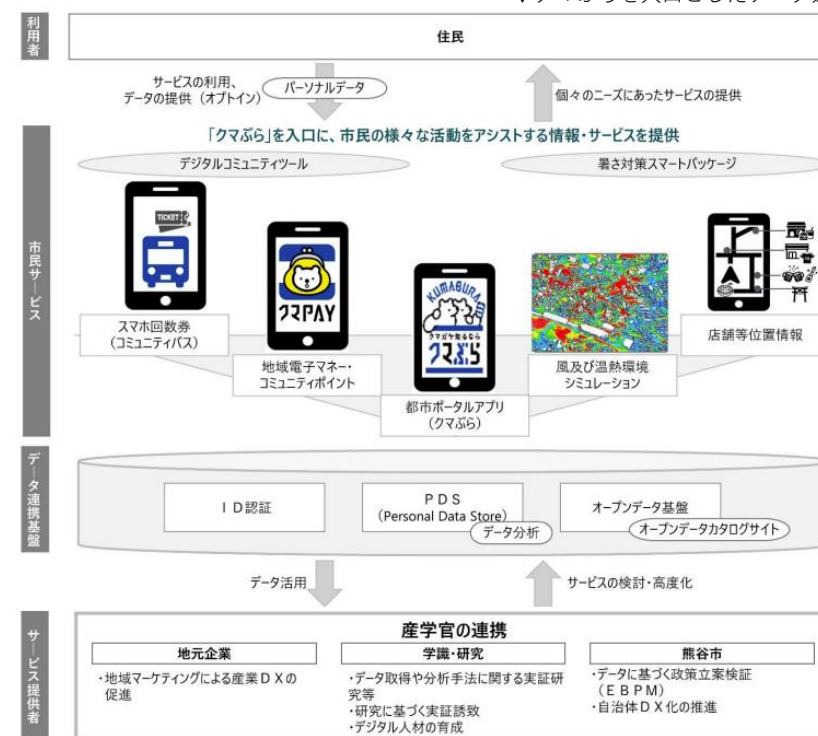 利用者
住民
サービスの利用、
データの提供（オプトイン）
パーソナルデータ
個々のニーズにあったサービスの提供
市民サービス
「クマぶら」を入口に、市民の様々な活動をアシストする情報・サービスを提供
デジタルコミュニティツール
暑さ対策スマートパッケージ
TICKET
クマPAY
KUMABURA
クマガヤ知るなら
クマぶら
スマホ回数券
（コミュニティバス）
地域電子マネー・
コミュニティポイント
都市ポータルアプリ
（クマぶら）
風及び温熱環境
シミュレーション
店舗等位置情報
データ連携基盤
ＩＤ認証
ＰＤＳ
（Personal Data Store）
データ分析
オープンデータ基盤
オープンデータカタログサイト
データ活用
サービスの検討・高度化
サービス提供者
産学官の連携
地元企業
・地域マーケティングによる産業ＤＸの
促進
学識・研究
・データ取得や分析手法に関する実証研
究等
・研究に基づく実証誘致
・デジタル人材の育成
熊谷市
・データに基づく政策立案検証
（ＥＢＰＭ）
・自治体ＤＸ化の推進